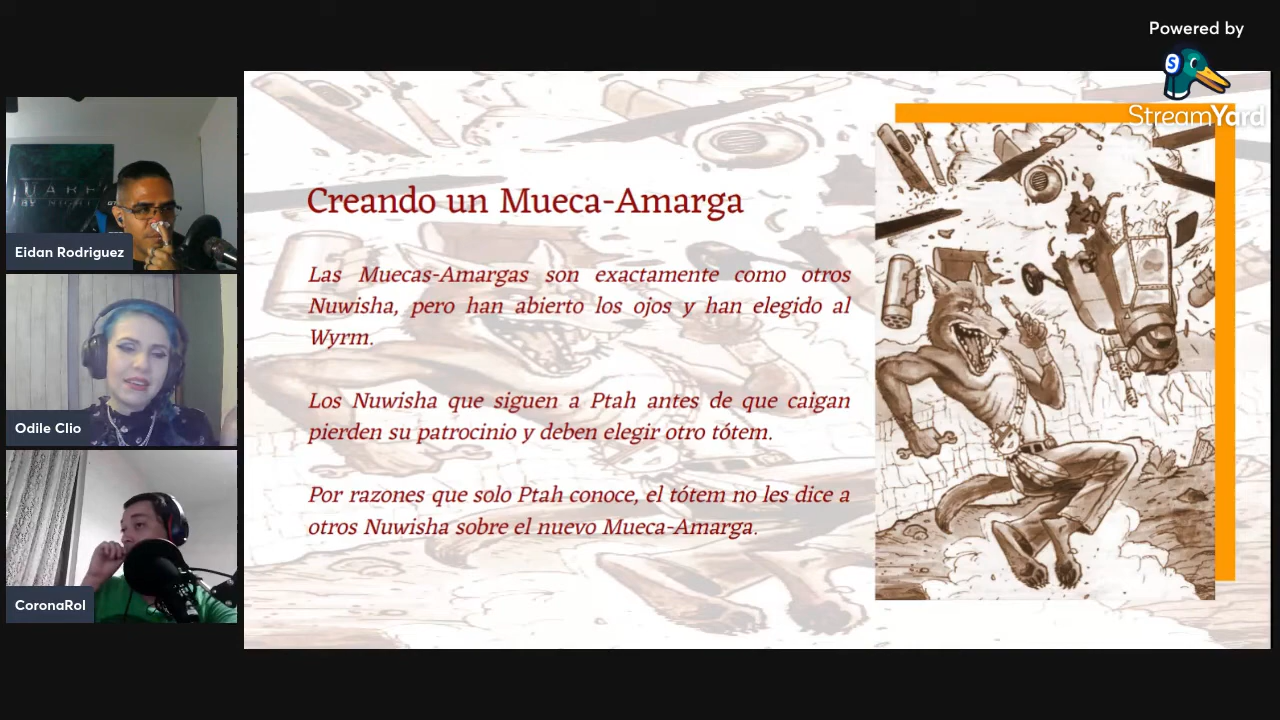 Powered by
S
StreamYard
UAREZ
BY NIGHT
Eidan Rodriguez
Odile Clio
CoronaRol
Creando un Mueca-Amarga
Las Muecas-Amargas son exactamente como otros
Nuwisha, pero han abierto los ojos y han elegido al
Wyrm.
Los Nuwisha que siguen a Ptah antes de que caigan
pierden su patrocinio y deben elegir otro tótem.
Por razones que solo Ptah conoce, el tótem no les dice a
otros Nuwisha sobre el nuevo Mueca-Amarga.